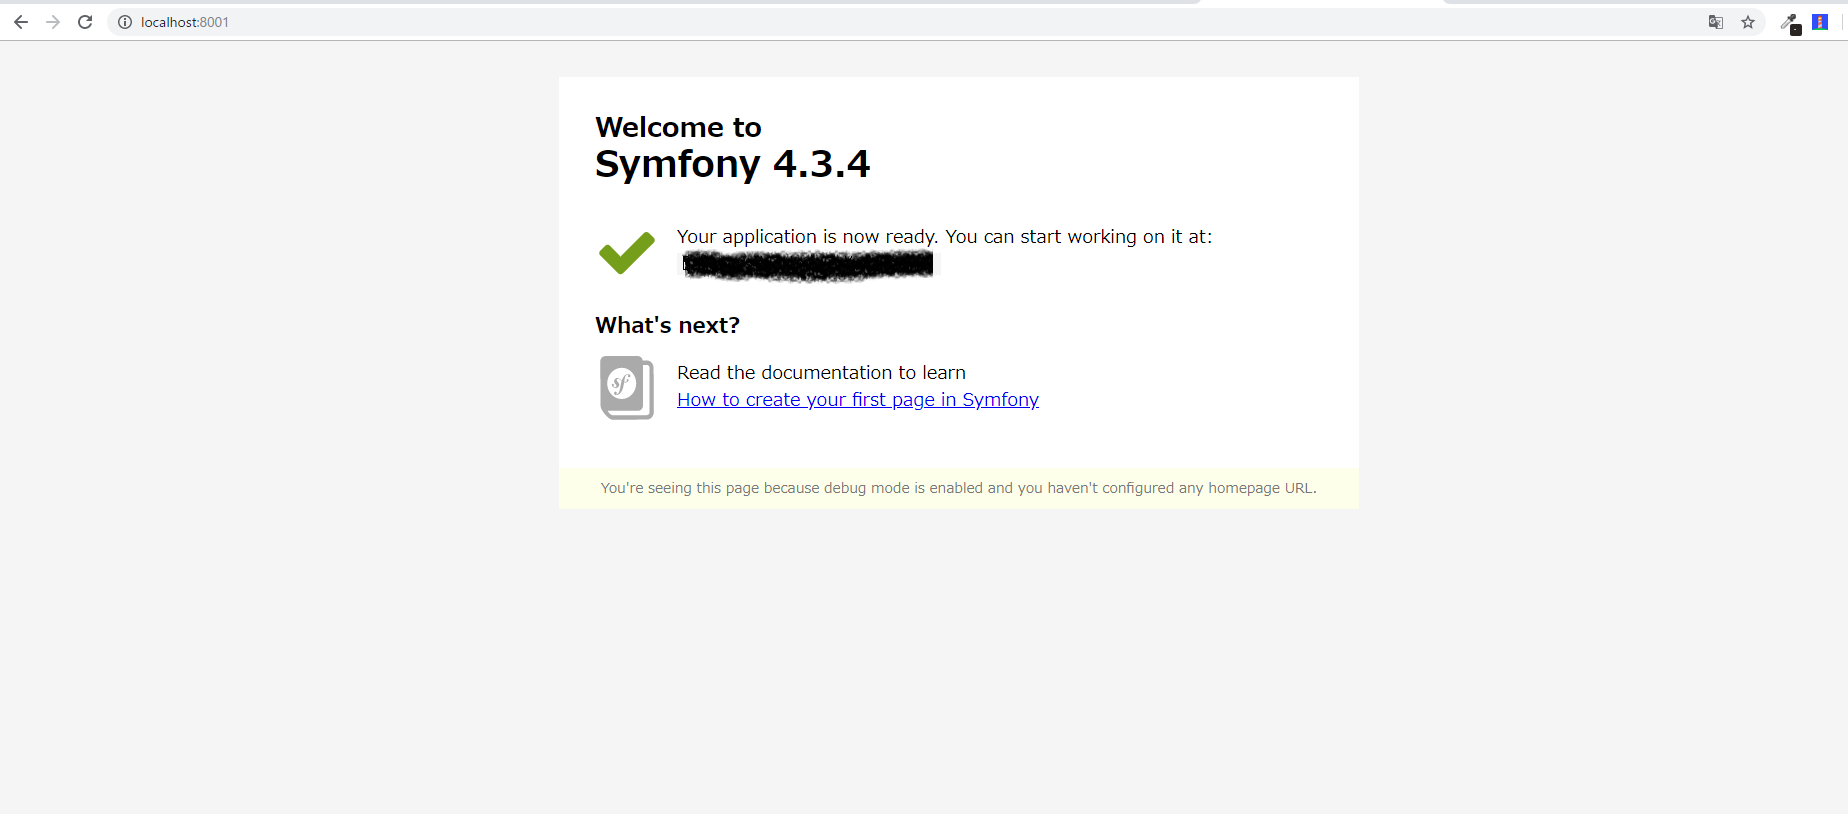 localhost:8001
Welcome to
Symfony 4.3.4
Your application is now ready. You can start working on it at:
What's next?
sf
Read the documentation to learn
How to create your first page in Symfony
You're seeing this page because debug mode is enabled and you haven't configured any homepage URL.